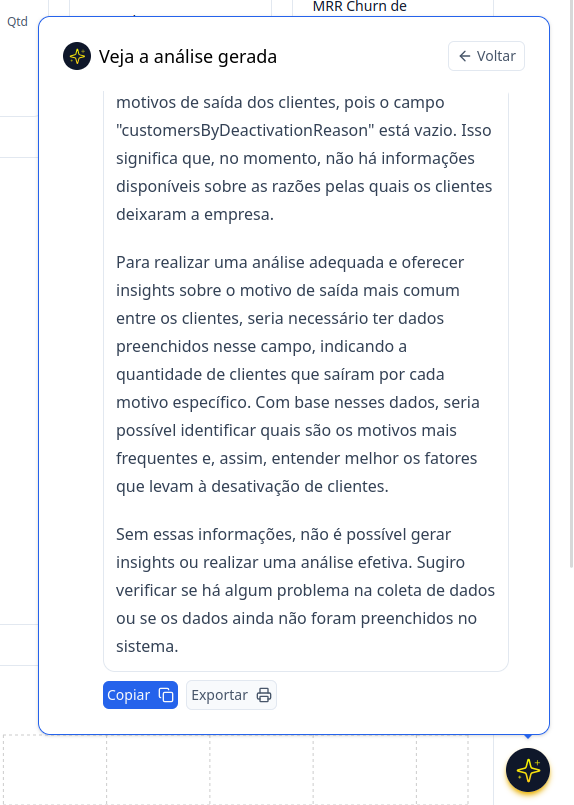 MRR Churn de
Qtd
Veja a análise gerada
Voltar
motivos de saída dos clientes, pois o campo
"customersByDeactivationReason" está vazio. Isso
significa que, no momento, não há informações
disponíveis sobre as razões pelas quais os clientes
deixaram a empresa.
Para realizar uma análise adequada e oferecer
insights sobre o motivo de saída mais comum
entre os clientes, seria necessário ter dados
preenchidos nesse campo, indicando a
quantidade de clientes que saíram por cada
motivo específico. Com base nesses dados, seria
possível identificar quais são os motivos mais
frequentes e, assim, entender melhor os fatores
que levam à desativação de clientes.
Sem essas informações, não é possível gerar
insights ou realizar uma análise efetiva. Sugiro
verificar se há algum problema na coleta de dados
ou se os dados ainda não foram preenchidos no
sistema.
Copiar
Exportar